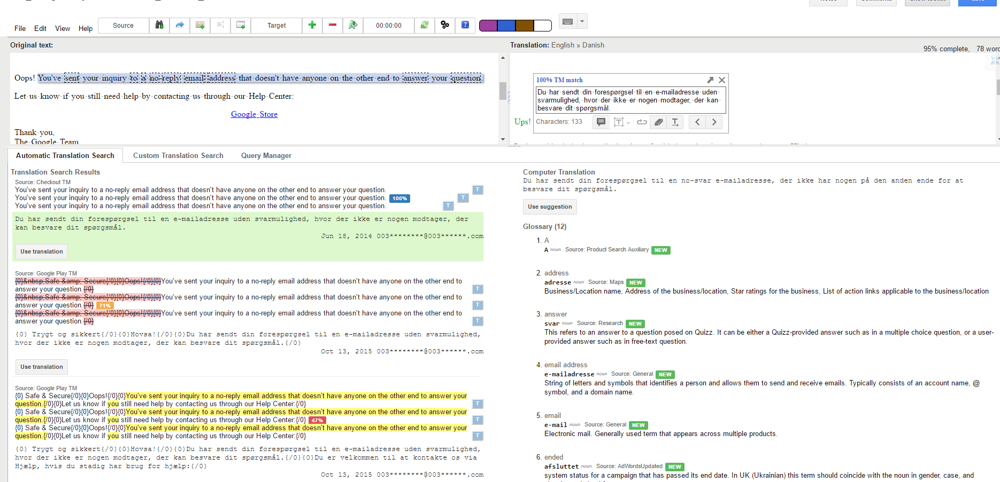 File Edit View Help Source Target 00:00:00
Original text:
Translation: English » Danish
95% complete, 78 word
Oops! You've·sent·your·inquiry·to·a·no-reply·email·address·that·doesn't·have·anyone·on·the·other·end·to·answer·your·question.
Let·us·know·if·you·still·need·help·by·contacting·us·through·our·Help·Center:
Google·Store
Thank·you,
The·Google·Team
100% TM match
Du·har·sendt·din·forespørgsel·til·en·e-mailadresse·uden·
svarmulighed,·hvor·der·ikke·er·nogen·modtager,·der·kan·
besvare·dit·spørgsmål.
Ups!
Characters: 133
Automatic Translation Search Custom Translation Search Query Manager
Translation Search Results
Source: Checkout TM
You've sent your inquiry to a no-reply email address that doesn't have anyone on the other end to answer your question. T
You've sent your inquiry to a no-reply email address that doesn't have anyone on the other end to answer your question. 100% T
You've sent your inquiry to a no-reply email address that doesn't have anyone on the other end to answer your question. T
Du har sendt din forespørgsel til en e-mailadresse uden svarmulighed, hvor der ikke er nogen modtager, der
kan besvare dit spørgsmål.
Jun 18, 2014 003********@003******.com
Use translation
Source: Google Play TM
{0}&nbsp;Safe &amp; Secure{/0}{0}Oops!{/0}{0}You've sent your inquiry to a no-reply email address that doesn't have anyone on the other end to
answer your question.{/0} T
{0}&nbsp;Safe &amp; Secure{/0}{0}Oops!{/0}{0}You've sent your inquiry to a no-reply email address that doesn't have anyone on the other end to
answer your question.{/0} 71% T
{0}&nbsp;Safe &amp; Secure{/0}{0}Oops!{/0}{0}You've sent your inquiry to a no-reply email address that doesn't have anyone on the other end to
answer your question.{/0} T
{0} Trygt og sikkert{/0}{0}Hovsa!{/0}{0}Du har sendt din forespørgsel til en e-mailadresse uden svarmulighed,
hvor der ikke er nogen modtager, der kan besvare dit spørgsmål.{/0}
Oct 13, 2015 003********@003******.com
Use translation
Source: Google Play TM
{0} Safe & Secure{/0}{0}Oops!{/0}{0}You've sent your inquiry to a no-reply email address that doesn't have anyone on the other end to answer your
question.{/0}{0}Let us know if you still need help by contacting us through our Help Center:{/0} T
{0} Safe & Secure{/0}{0}Oops!{/0}{0}You've sent your inquiry to a no-reply email address that doesn't have anyone on the other end to answer your
question.{/0}{0}Let us know if you still need help by contacting us through our Help Center:{/0} 47% T
{0} Safe & Secure{/0}{0}Oops!{/0}{0}You've sent your inquiry to a no-reply email address that doesn't have anyone on the other end to answer your
question.{/0}{0}Let us know if you still need help by contacting us through our Help Center:{/0} T
{0} Trygt og sikkert{/0}{0}Hovsa!{/0}{0}Du har sendt din forespørgsel til en e-mailadresse uden svarmulighed,
hvor der ikke er nogen modtager, der kan besvare dit spørgsmål.{/0}{0}Du er velkommen til at kontakte os via
Hjælp, hvis du stadig har brug for hjælp:{/0}
Oct 13, 2015 003********@003******.com
Computer Translation
Du har sendt din forespørgsel til en no-svar e-mailadresse, der ikke har nogen på den anden ende for at
besvare dit spørgsmål.
Use suggestion
Glossary (12)
1. A
A noun Source: Product Search Auxiliary NEW
2. address
adresse noun Source: Maps NEW
Business/Location name, Address of the business/location, Star ratings for the business, List of action links applicable to the business/location
3. answer
svar noun Source: Research NEW
This refers to an answer to a question posed on Quizz. It can be either a Quizz-provided answer such as in a multiple choice question, or a user-
provided answer such as in free-text question.
4. email address
e-mailadresse noun Source: General NEW
String of letters and symbols that identifies a person and allows them to send and receive emails. Typically consists of an account name, @
symbol, and a domain name.
5. email
e-mail noun Source: General NEW
Electronic mail. Generally used term that appears across multiple products.
6. ended
afsluttet noun Source: AdWordsUpdated NEW
system status for a campaign that has passed its end date. In UK (Ukrainian) this term should coincide with the noun in gender, case, and